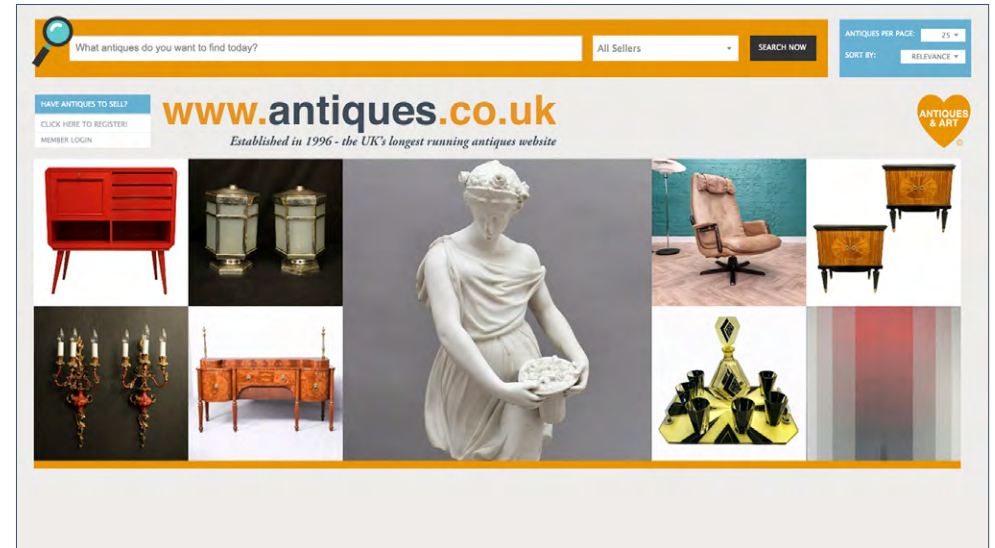 What antiques do you want to find today?
All Sellers
SEARCH NOW
ANTIQUES PER PAGE:
25
SORT BY:
RELEVANCE
HAVE ANTIQUES TO SELL?
CLICK HERE TO REGISTER!
MEMBER LOGIN
www.antiques.co.uk
Established in 1996 - the UK's longest running antiques website
ANTIQUES
& ART
©